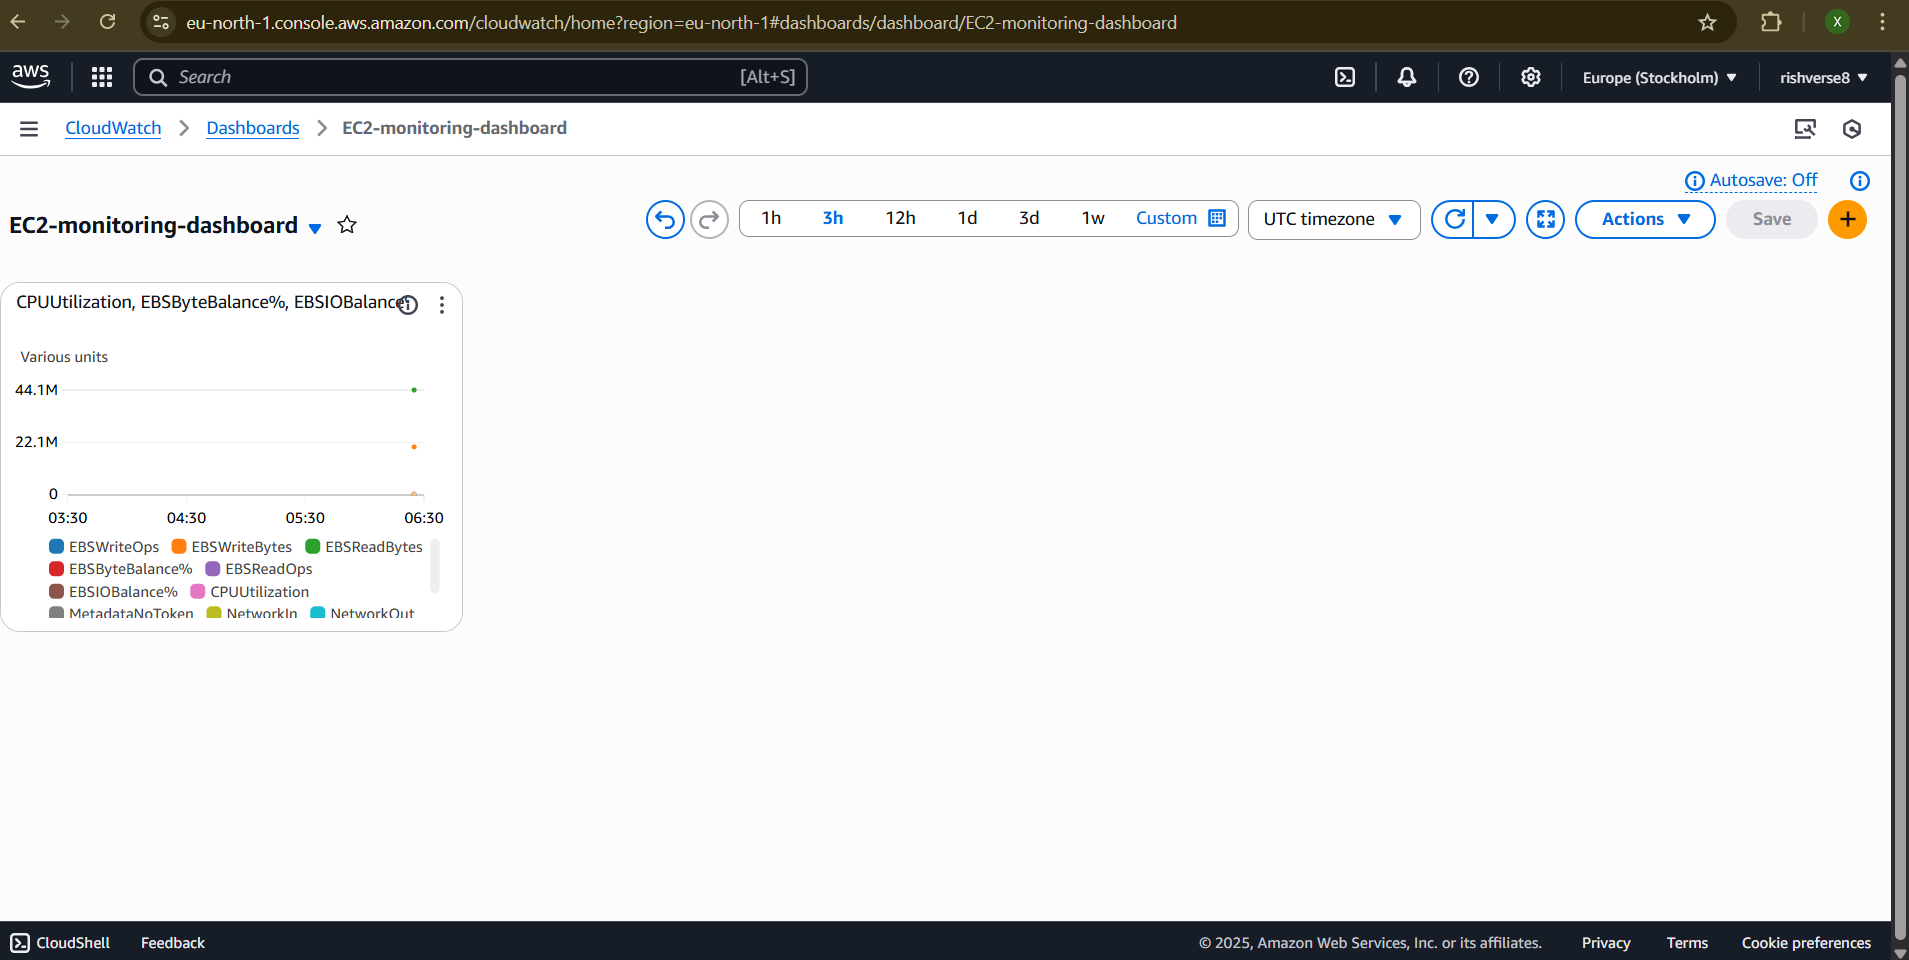 eu-north-1.console.aws.amazon.com/cloudwatch/home?region=eu-north-1#dashboards/dashboard/EC2-monitoring-dashboard
X
aws
Search
[Alt+S]
Europe (Stockholm)
rishverse8
CloudWatch
Dashboards
EC2-monitoring-dashboard
Autosave: Off
EC2-monitoring-dashboard
1h 3h 12h 1d 3d 1w Custom
UTC timezone
Actions
Save
CPUUtilization, EBSByteBalance%, EBSIOBalance
Various units
44.1M
22.1M
0
03:30 04:30 05:30 06:30
EBSWriteOps EBSWriteBytes EBSReadBytes
EBSByteBalance% EBSReadOps
EBSIOBalance% CPUUtilization
MetadataNoToken NetworkIn NetworkOut
CloudShell Feedback
© 2025, Amazon Web Services, Inc. or its affiliates. Privacy Terms Cookie preferences